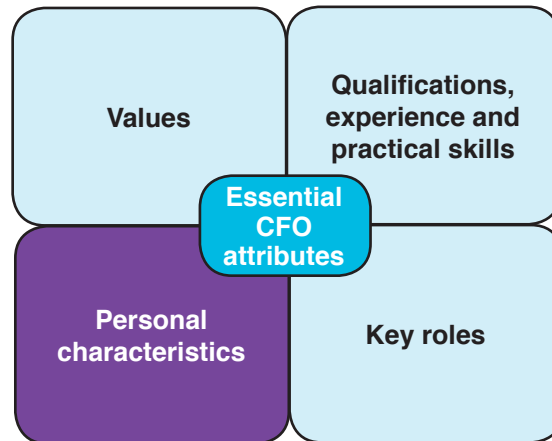 Values
Qualifications,
experience and
practical skills
Essential
CFO
attributes
Personal
characteristics
Key roles